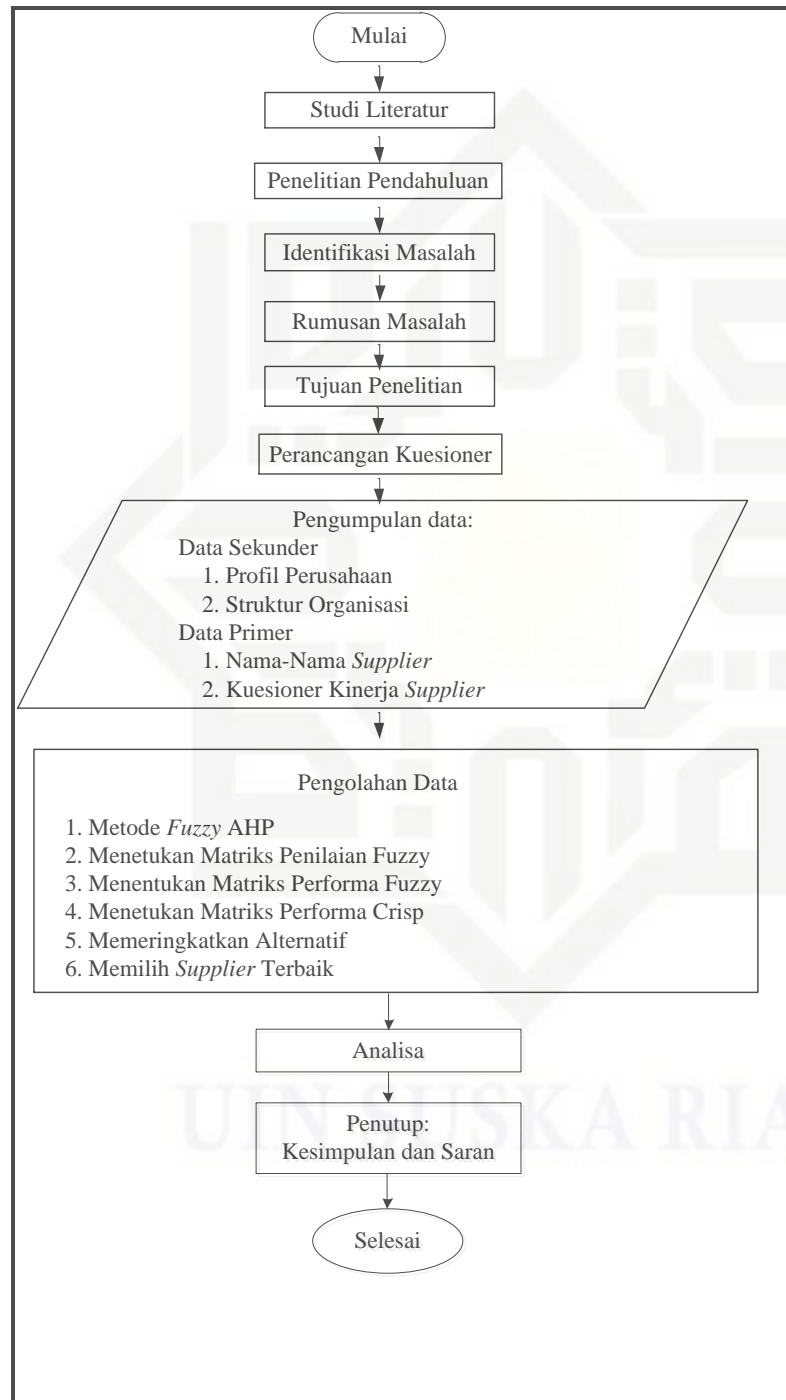 Mulai
Studi Literatur
Penelitian Pendahuluan
Identifikasi Masalah
Rumusan Masalah
Tujuan Penelitian
Perancangan Kuesioner
Pengumpulan data:
Data Sekunder
1. Profil Perusahaan
2. Struktur Organisasi
Data Primer
1. Nama-Nama Supplier
2. Kuesioner Kinerja Supplier
Pengolahan Data
1. Metode Fuzzy AHP
2. Menetukan Matriks Penilaian Fuzzy
3. Menentukan Matriks Performa Fuzzy
4. Menetukan Matriks Performa Crisp
5. Memeringkatkan Alternatif
6. Memilih Supplier Terbaik
Analisa
UIN SUSKA RIA
Penutup:
Kesimpulan dan Saran
Selesai